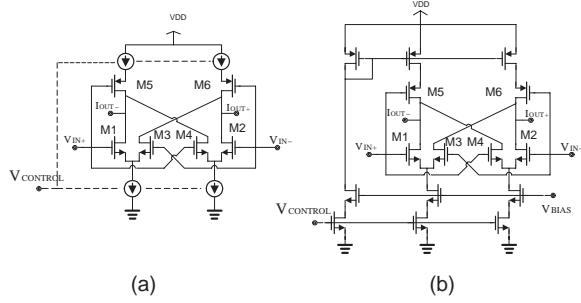 VDD
M5
M6
IOUT−
IOUT+
M1
M3
M4
M2
VIN+
VIN−
VCONTROL
(a)
VDD
M5
M6
IOUT−
IOUT+
M1
M3
M4
M2
VIN+
VIN−
VCONTROL
VBIAS
(b)